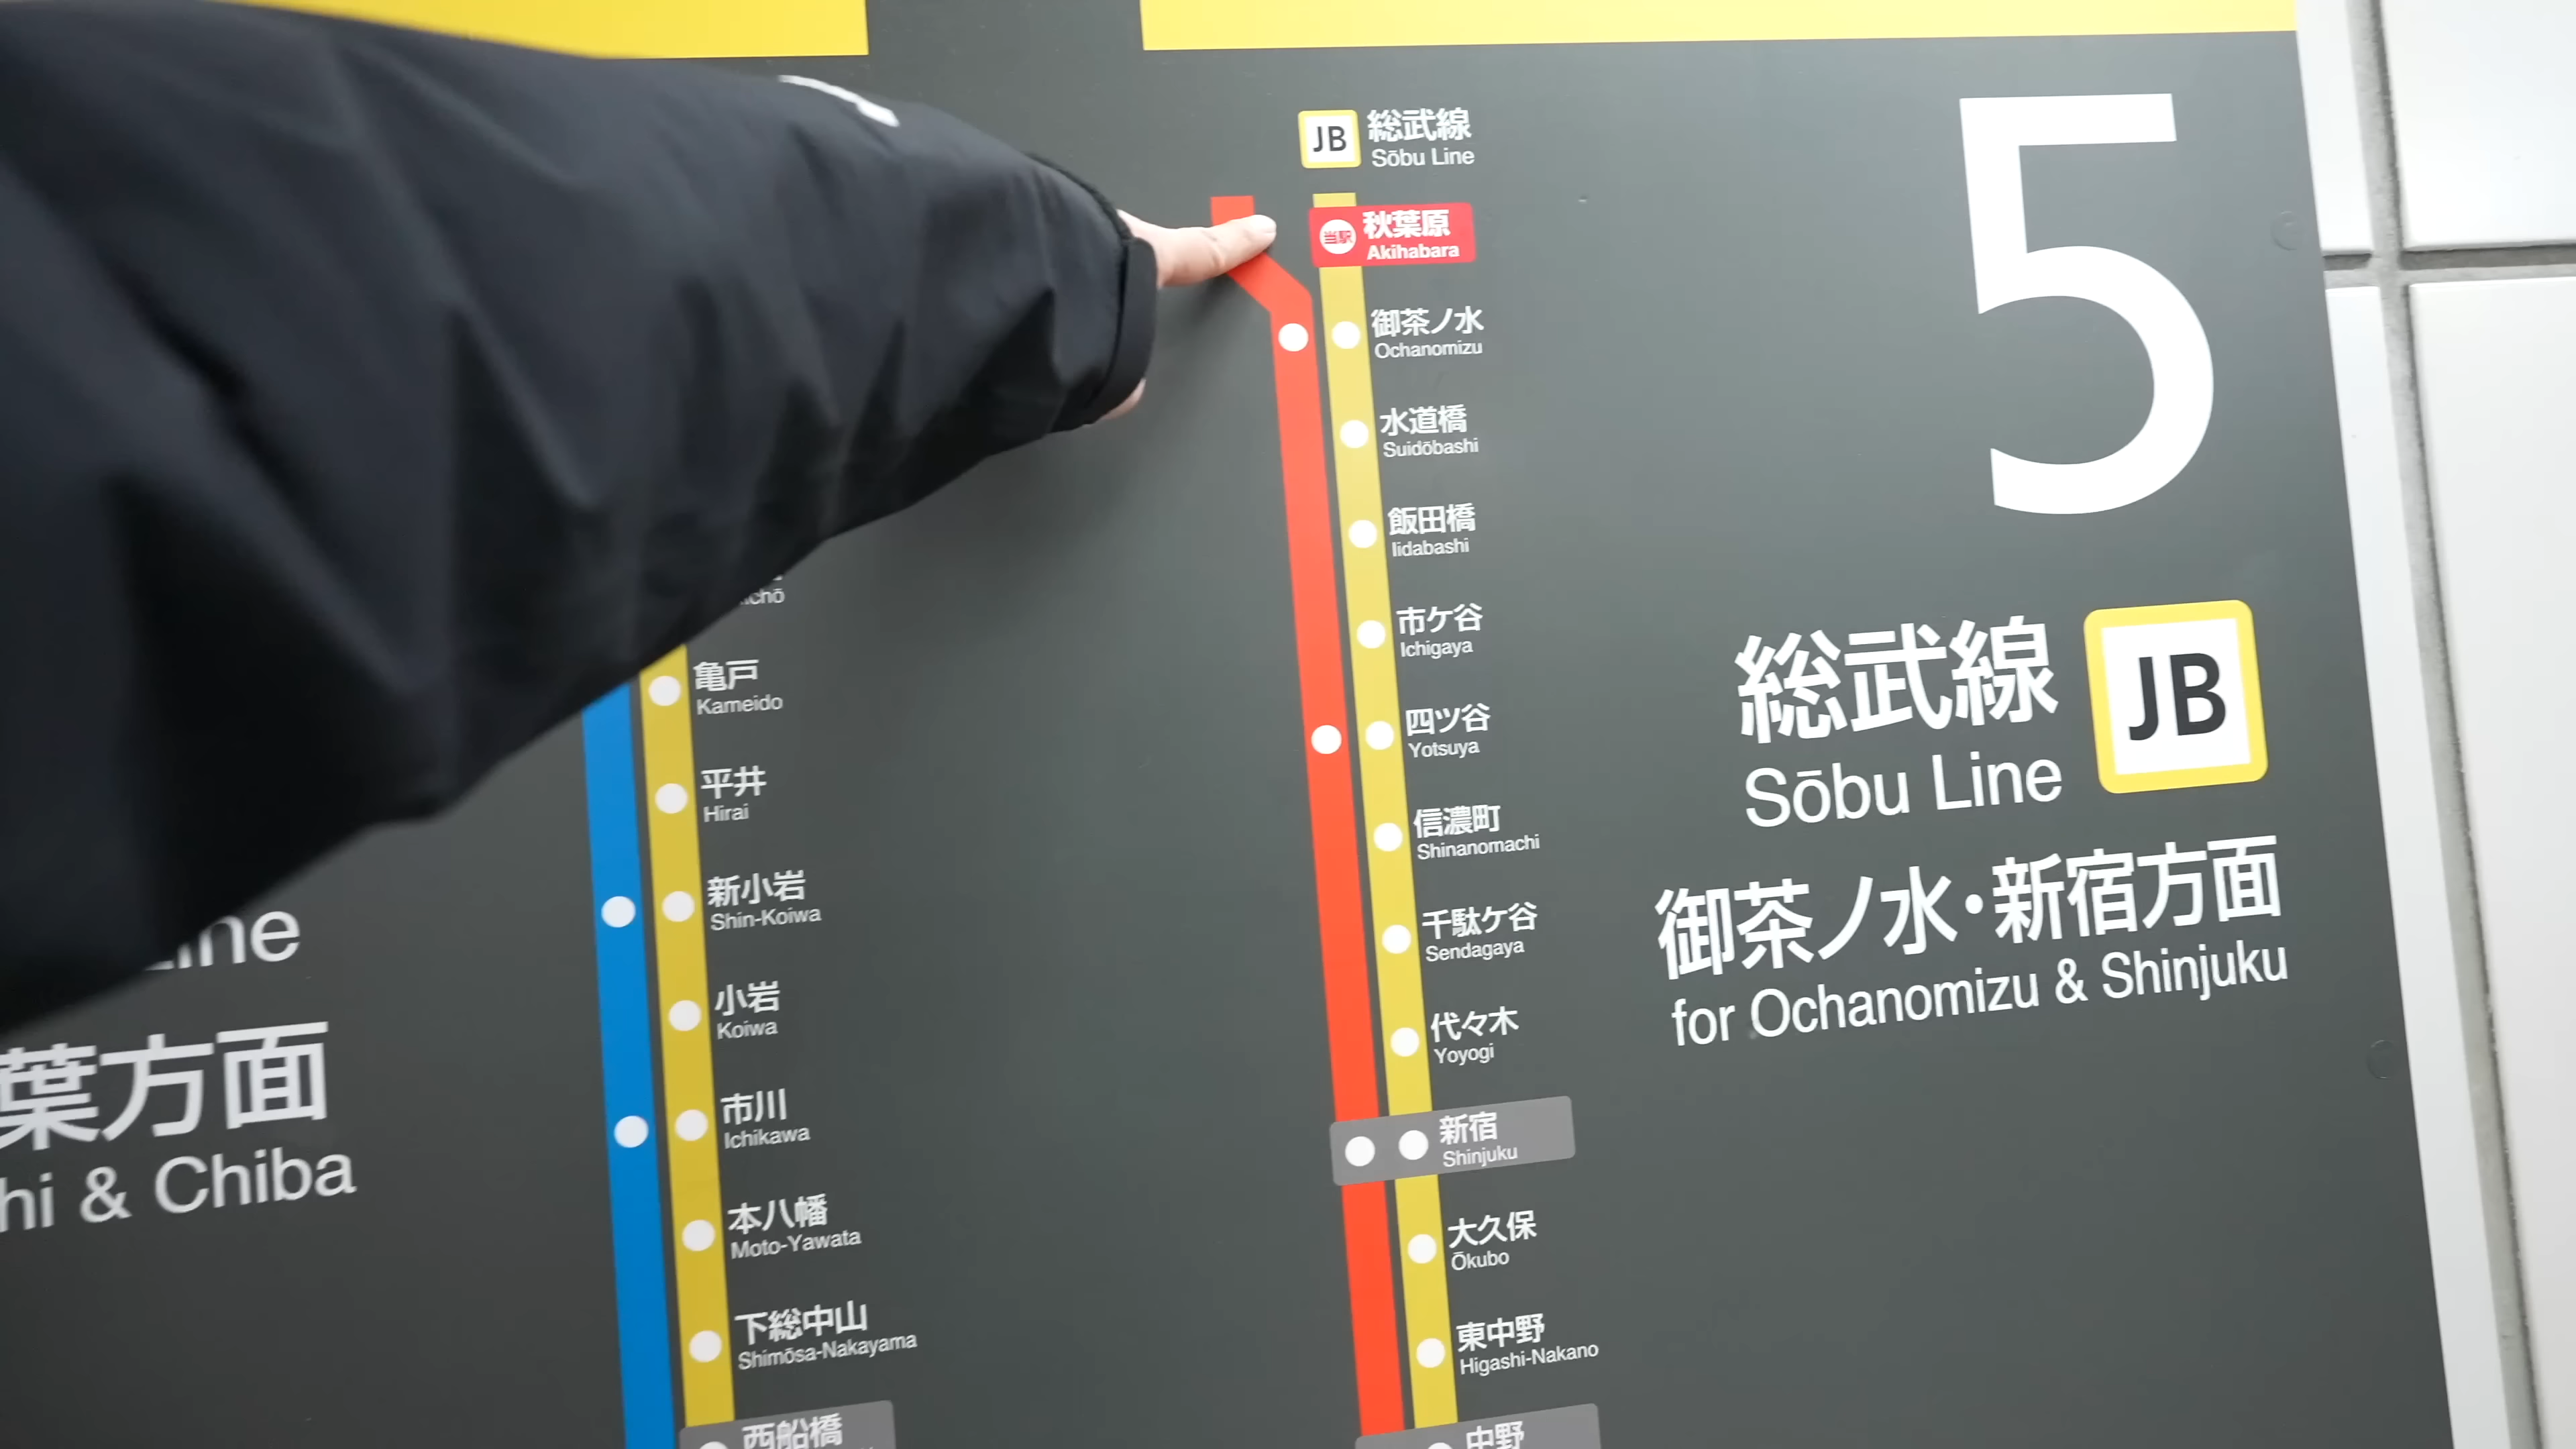 JB
総武線
Sōbu Line
当駅
秋葉原
Akihabara
御茶ノ水
Ochanomizu
水道橋
Suidōbashi
飯田橋
Iidabashi
市ケ谷
Ichigaya
四ツ谷
Yotsuya
信濃町
Shinanomachi
千駄ケ谷
Sendagaya
代々木
Yoyogi
新宿
Shinjuku
大久保
Ōkubo
東中野
Higashi-Nakano
中野
5
総武線
JB
Sōbu Line
御茶ノ水・新宿方面
for Ochanomizu & Shinjuku
亀戸
Kameido
平井
Hirai
新小岩
Shin-Koiwa
小岩
Koiwa
市川
Ichikawa
本八幡
Moto-Yawata
下総中山
Shimōsa-Nakayama
西船橋
葉方面
& Chiba